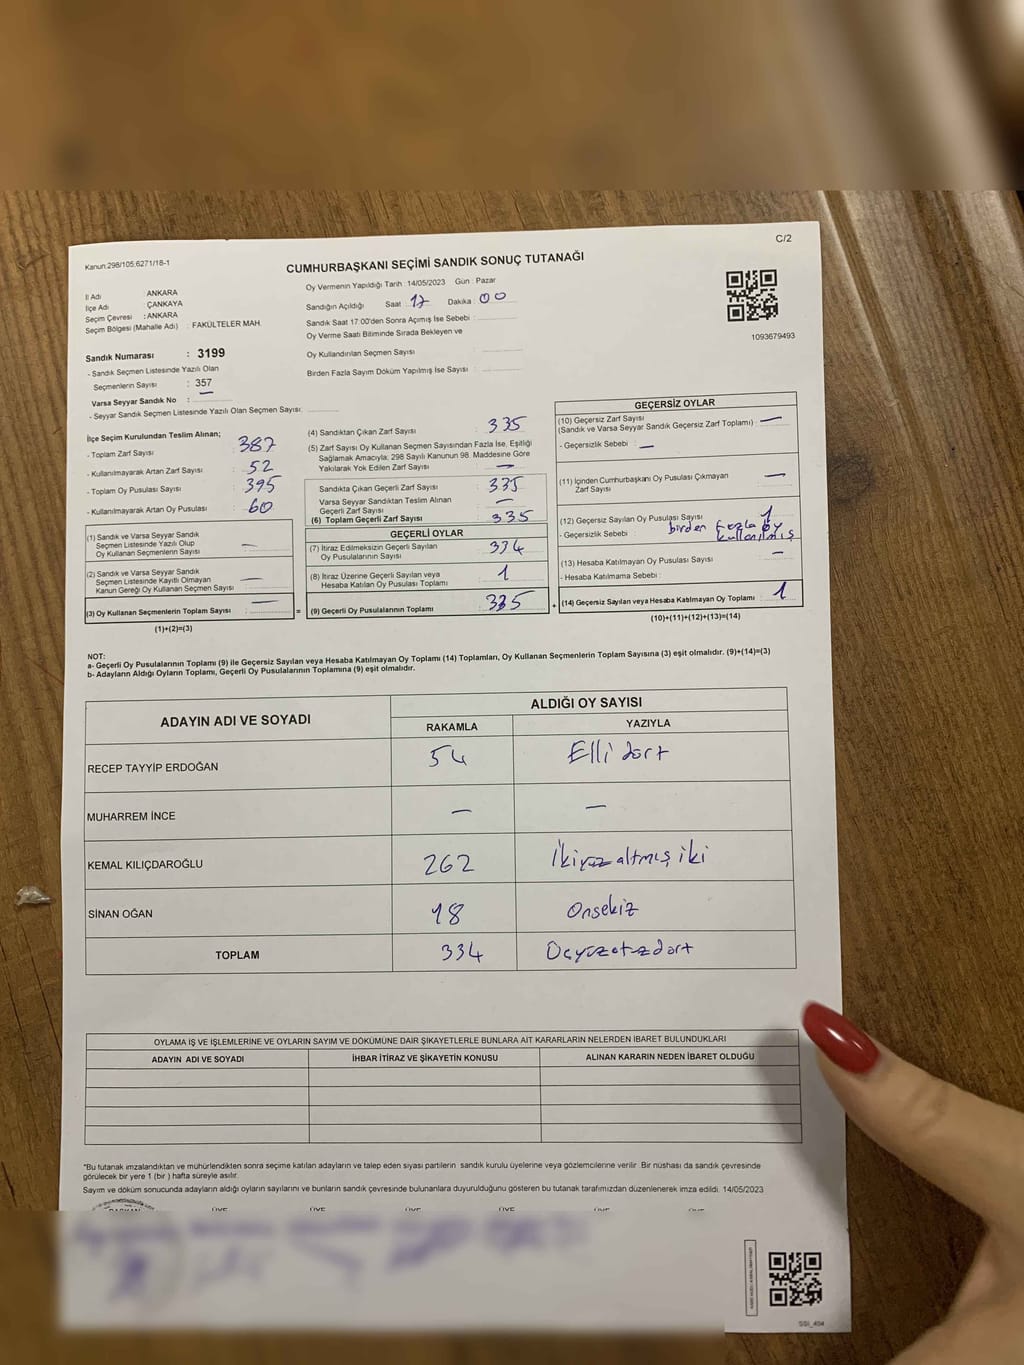 C/2
Kanun:298/105;6271/18-1
CUMHURBAŞKANI SEÇİMİ SANDIK SONUÇ TUTANAĞI
İl Adı : ANKARA
İlçe Adı : ÇANKAYA
Seçim Çevresi : ANKARA
Seçim Bölgesi (Mahalle Adı) : FAKÜLTELER MAH.
Sandık Numarası : 3199
- Sandık Seçmen Listesinde Yazılı Olan
Seçmenlerin Sayısı : 357
Varsa Seyyar Sandık No : —
- Seyyar Sandık Seçmen Listesinde Yazılı Olan Seçmen Sayısı:
Oy Vermenin Yapıldığı Tarih : 14/05/2023 Gün : Pazar
Sandığın Açıldığı Saat 17 Dakika : 00
Sandık Saat 17:00'den Sonra Açımış İse Sebebi :
Oy Verme Saati Bitiminde Sırada Bekleyen ve
Oy Kullandırılan Seçmen Sayısı :
Birden Fazla Sayım Döküm Yapılmış İse Sayısı :
1093679493
İlçe Seçim Kurulundan Teslim Alınan;
- Toplam Zarf Sayısı : 387
- Kullanılmayarak Artan Zarf Sayısı : 52
- Toplam Oy Pusulası Sayısı : 395
- Kullanılmayarak Artan Oy Pusulası : 60
(1) Sandık ve Varsa Seyyar Sandık
Seçmen Listesinde Yazılı Olup
Oy Kullanan Seçmenlerin Sayısı : —
(2) Sandık ve Varsa Seyyar Sandık
Seçmen Listesinde Kayıtlı Olmayan
Kanun Gereği Oy Kullanan Seçmen Sayısı : —
(3) Oy Kullanan Seçmenlerin Toplam Sayısı : — =
(1)+(2)=(3)
(4) Sandıktan Çıkan Zarf Sayısı : 335
(5) Zarf Sayısı Oy Kullanan Seçmen Sayısından Fazla İse, Eşitliği
Sağlamak Amacıyla; 298 Sayılı Kanunun 98. Maddesine Göre
Yakılarak Yok Edilen Zarf Sayısı : —
Sandıkta Çıkan Geçerli Zarf Sayısı : 335
Varsa Seyyar Sandıktan Teslim Alınan
Geçerli Zarf Sayısı : —
(6) Toplam Geçerli Zarf Sayısı : 335
GEÇERLİ OYLAR
(7) İtiraz Edilmeksizin Geçerli Sayılan
Oy Pusulalarının Sayısı : 334
(8) İtiraz Üzerine Geçerli Sayılan veya
Hesaba Katılan Oy Pusulası Toplamı : 1
(9) Geçerli Oy Pusulalarının Toplamı : 335 +
GEÇERSİZ OYLAR
(10) Geçersiz Zarf Sayısı :
(Sandık ve Varsa Seyyar Sandık Geçersiz Zarf Toplamı) : —
- Geçersizlik Sebebi : —
(11) İçinden Cumhurbaşkanı Oy Pusulası Çıkmayan
Zarf Sayısı : —
(12) Geçersiz Sayılan Oy Pusulası Sayısı : 1
- Geçersizlik Sebebi : birden fazla oy
kullanılmış
(13) Hesaba Katılmayan Oy Pusulası Sayısı : —
- Hesaba Katılmama Sebebi :
(14) Geçersiz Sayılan veya Hesaba Katılmayan Oy Toplamı : 1
(10)+(11)+(12)+(13)=(14)
NOT:
a- Geçerli Oy Pusulalarının Toplamı (9) ile Geçersiz Sayılan veya Hesaba Katılmayan Oy Toplamı (14) Toplamları, Oy Kullanan Seçmenlerin Toplam Sayısına (3) eşit olmalıdır. (9)+(14)=(3)
b- Adayların Aldığı Oyların Toplamı, Geçerli Oy Pusulalarının Toplamına (9) eşit olmalıdır.
ADAYIN ADI VE SOYADI ALDIĞI OY SAYISI
RAKAMLA YAZIYLA
RECEP TAYYİP ERDOĞAN 54 Elli dört
MUHARREM İNCE — —
KEMAL KILIÇDAROĞLU 262 İkiyüzaltmış iki
SİNAN OĞAN 18 Onsekiz
TOPLAM 334 Üçyüzotuzdört
OYLAMA İŞ VE İŞLEMLERİNE VE OYLARIN SAYIM VE DÖKÜMÜNE DAİR ŞİKAYETLERLE BUNLARA AİT KARARLARIN NELERDEN İBARET BULUNDUKLARI
ADAYIN ADI VE SOYADI İHBAR İTİRAZ VE ŞİKAYETİN KONUSU ALINAN KARARIN NEDEN İBARET OLDUĞU
*Bu tutanak imzalandıktan ve mühürlendikten sonra seçime katılan adayların ve talep eden siyasi partilerin sandık kurulu üyelerine veya gözlemcilerine verilir. Bir nüshası da sandık çevresinde
görülecek bir yere 1 (bir ) hafta süreyle asılır.
Sayım ve döküm sonucunda adayların aldığı oyların sayılarını ve bunların sandık çevresinde bulunanlara duyurulduğunu gösteren bu tutanak tarafımızdan düzenlenerek imza edildi. 14/05/2023
BAŞKAN ÜYE ÜYE ÜYE ÜYE ÜYE ÜYE